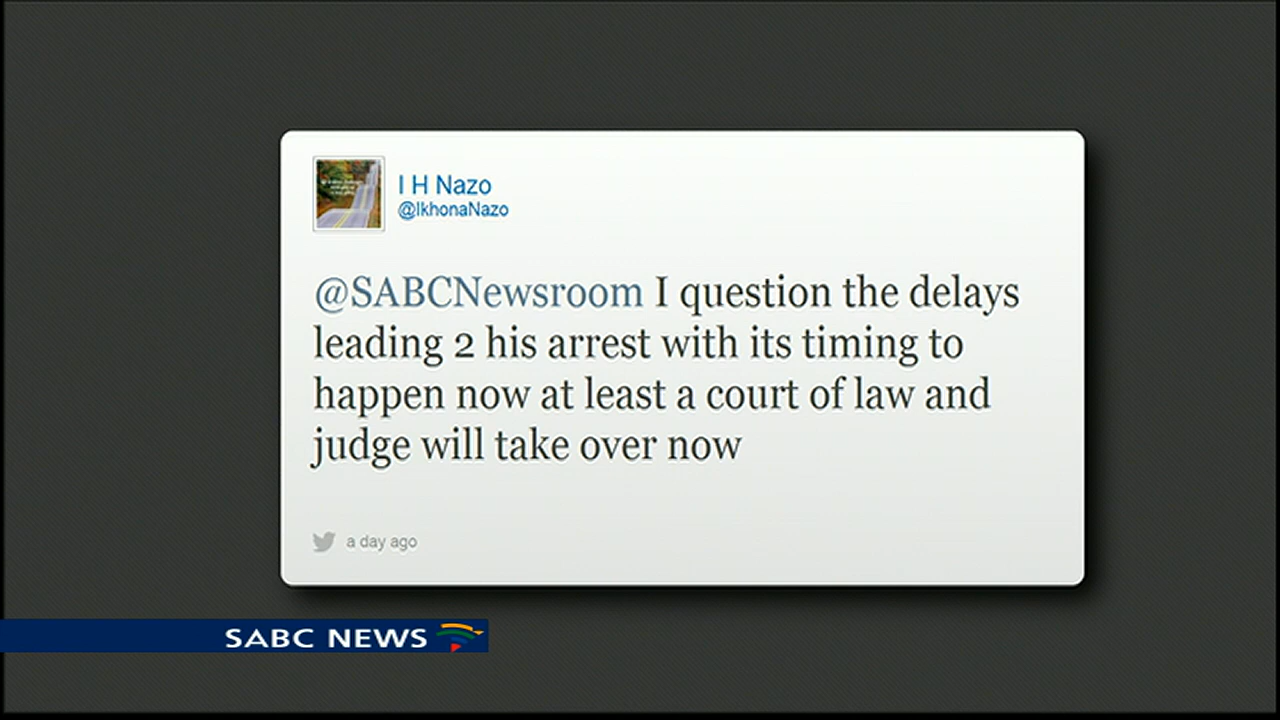 I H Nazo
@IkhonaNazo
@SABCNewsroom I question the delays
leading 2 his arrest with its timing to
happen now at least a court of law and
judge will take over now
a day ago
SABC NEWS